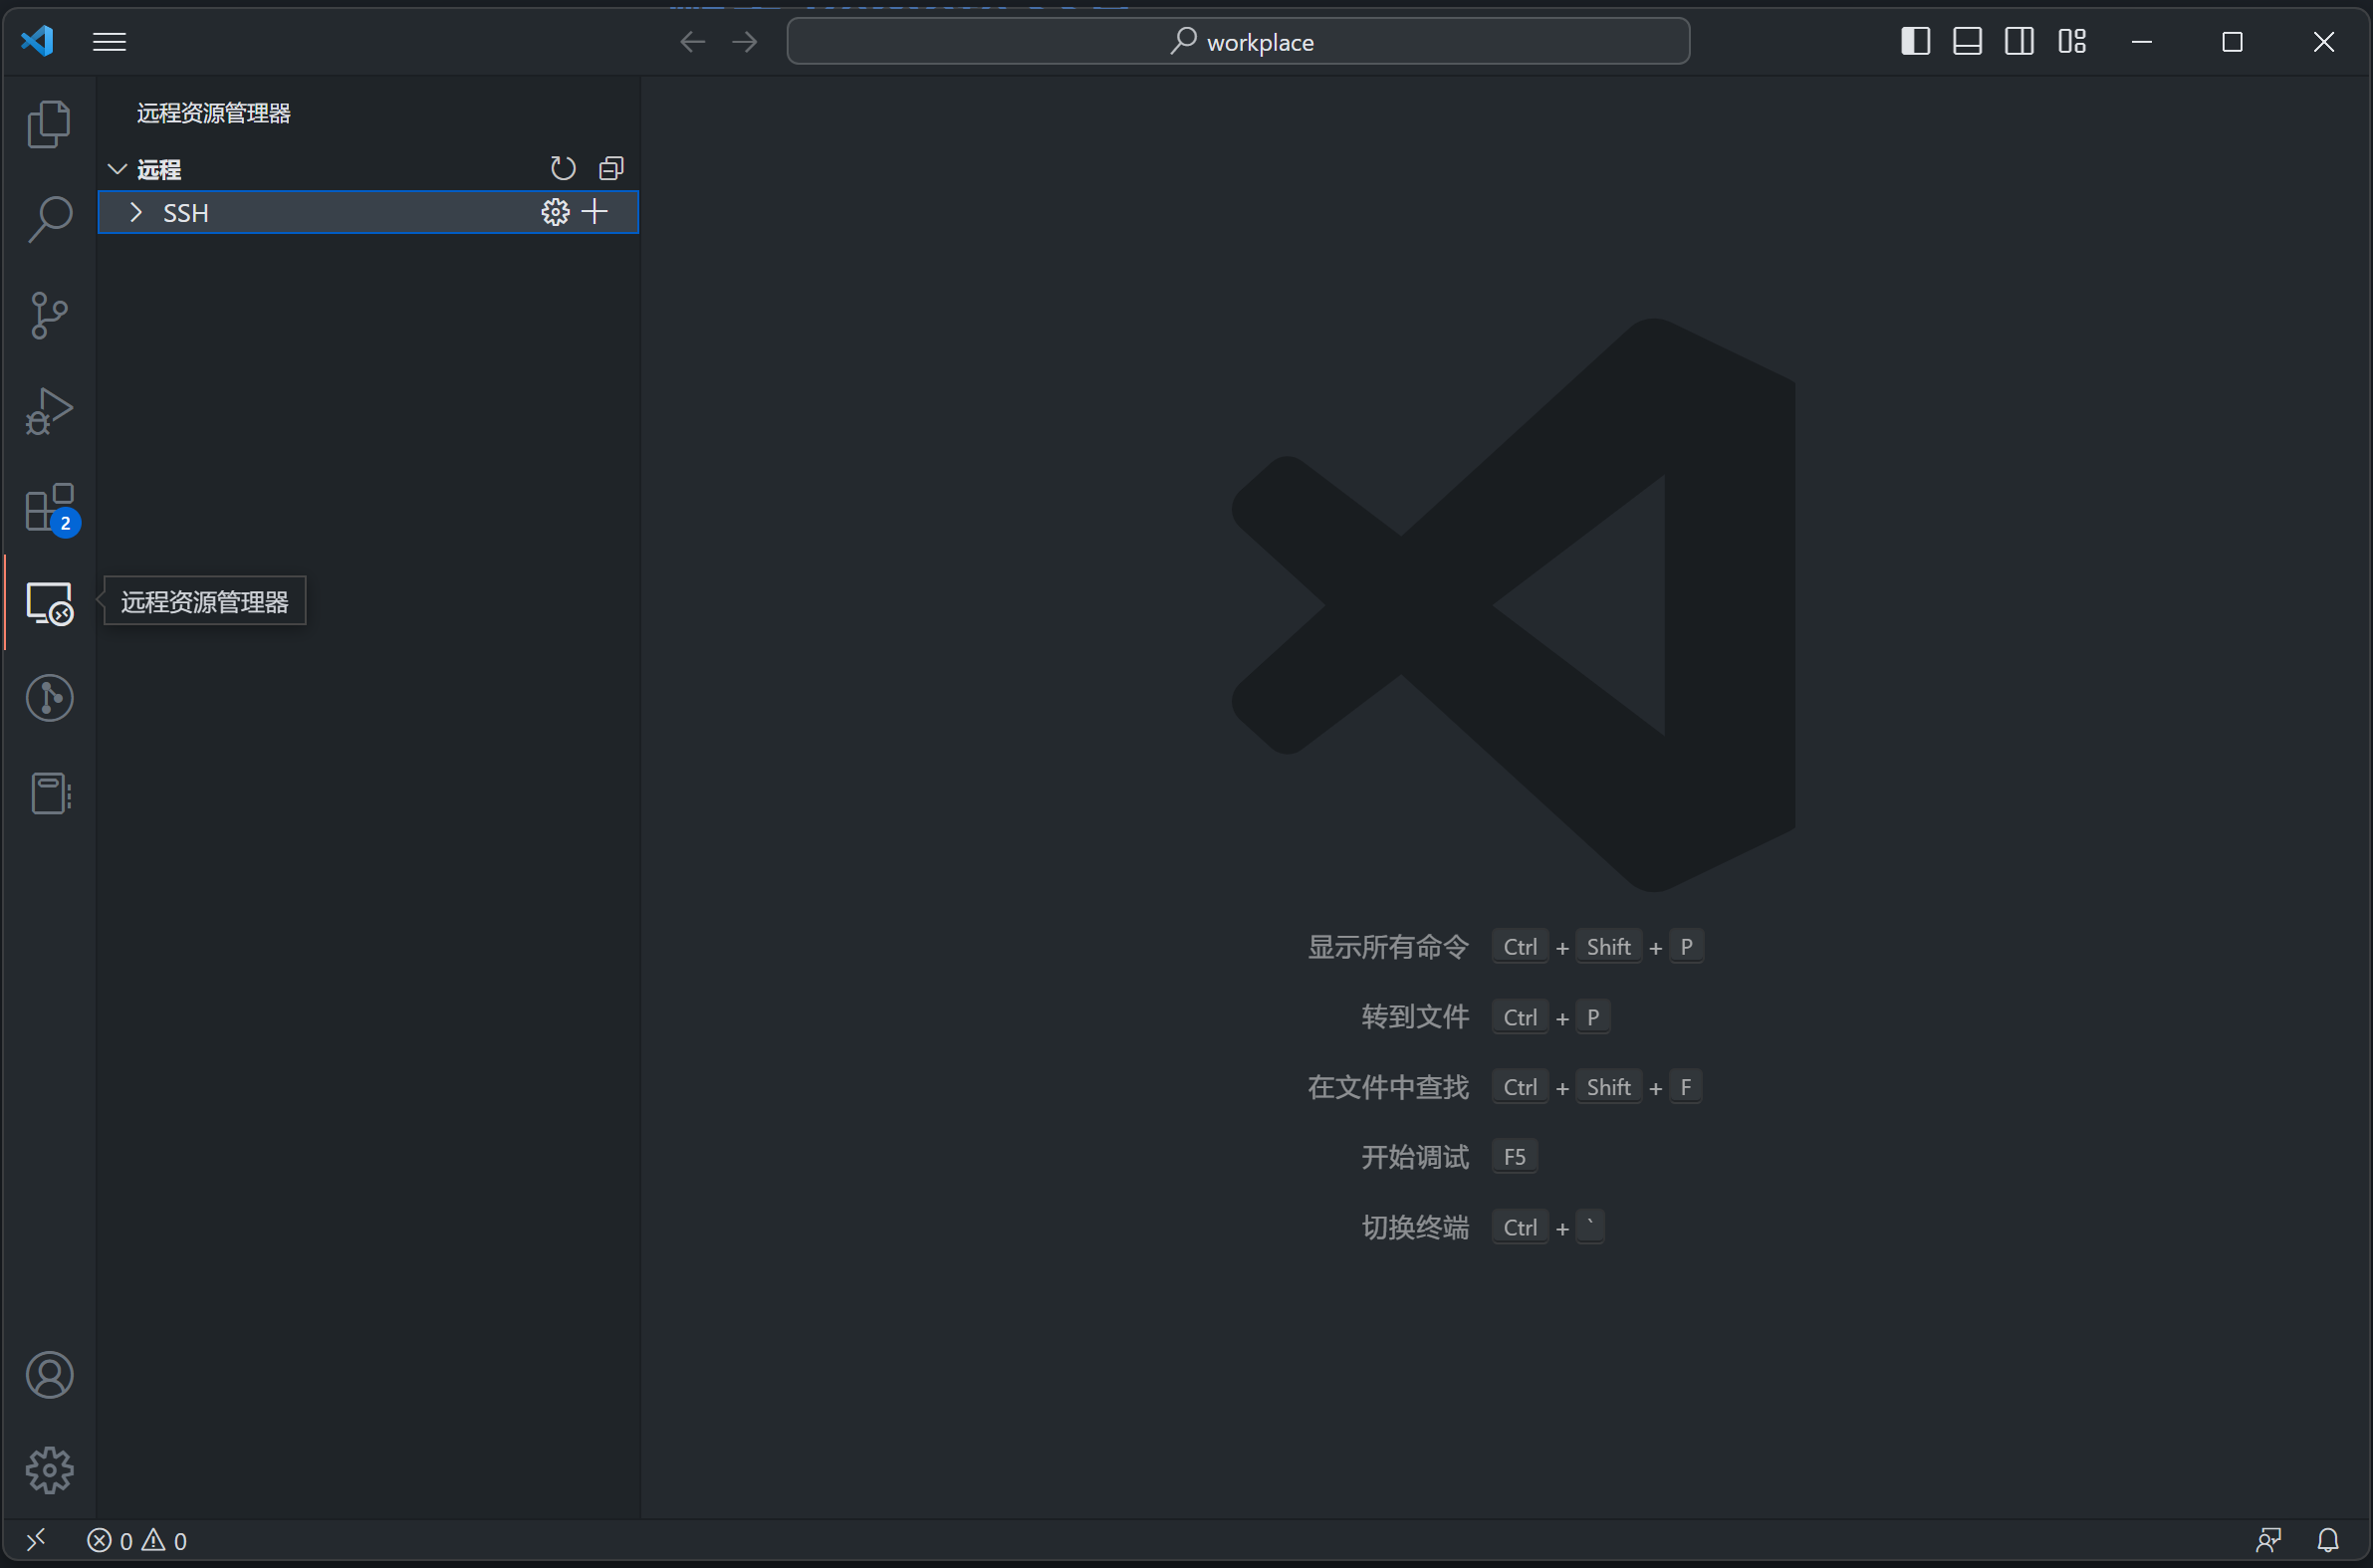 workplace
远程资源管理器
远程
SSH
2
远程资源管理器
显示所有命令 Ctrl + Shift + P
转到文件 Ctrl + P
在文件中查找 Ctrl + Shift + F
开始调试 F5
切换终端 Ctrl + `
0 0